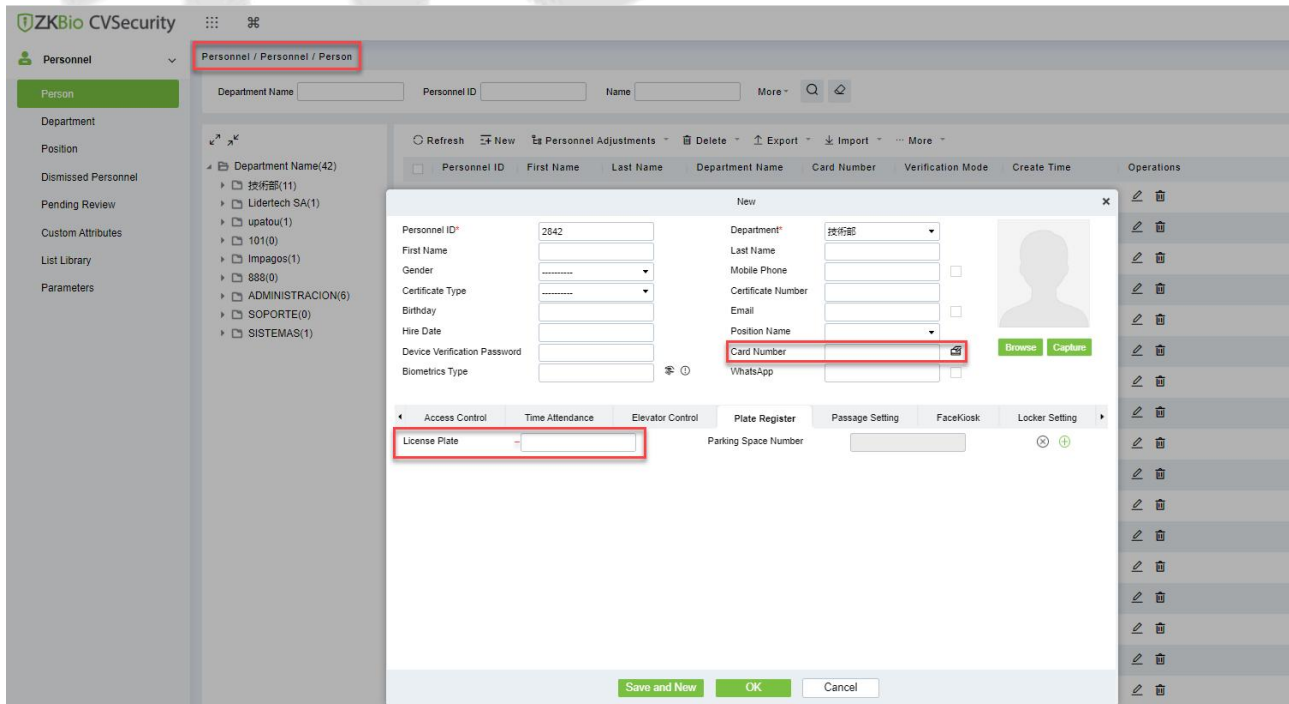 ZKBio CVSecurity
Personnel
Personnel / Personnel / Person
Person
Department
Position
Dismissed Personnel
Pending Review
Custom Attributes
List Library
Parameters
Department Name Personnel ID Name More
Refresh New Personnel Adjustments Delete Export Import ··· More
Department Name(42)
技術部(11)
Lidertech SA(1)
upatou(1)
101(0)
Impagos(1)
888(0)
ADMINISTRACION(6)
SOPORTE(0)
SISTEMAS(1)
Personnel ID First Name Last Name Department Name Card Number Verification Mode Create Time Operations
New
Personnel ID* 2842 Department* 技術部
First Name Last Name
Gender ---------- Mobile Phone
Certificate Type ---------- Certificate Number
Birthday Email
Hire Date Position Name
Device Verification Password Card Number
Biometrics Type WhatsApp
Browse Capture
Access Control Time Attendance Elevator Control Plate Register Passage Setting FaceKiosk Locker Setting
License Plate Parking Space Number
Save and New OK Cancel